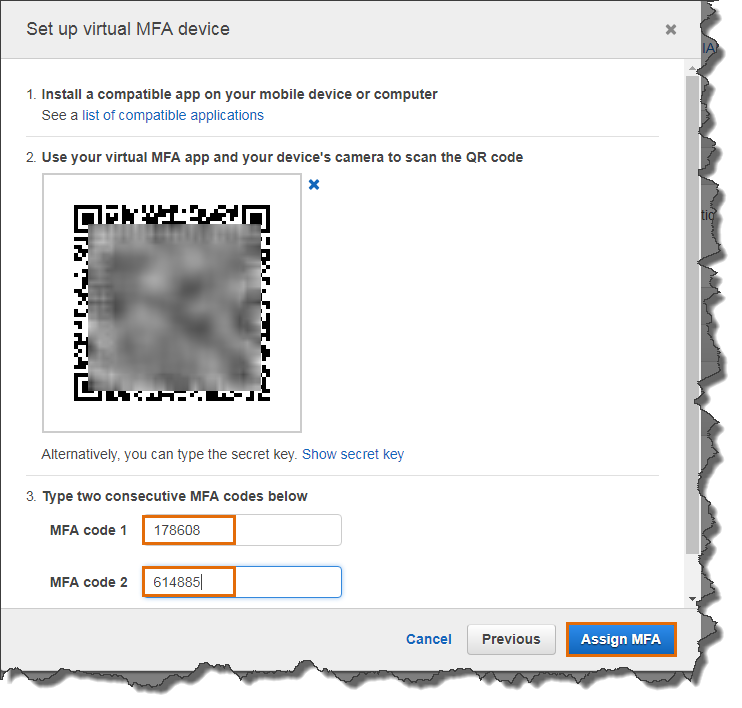 Set up virtual MFA device
IA
1. Install a compatible app on your mobile device or computer
See a list of compatible applications
2. Use your virtual MFA app and your device's camera to scan the QR code
tic
Alternatively, you can type the secret key. Show secret key
3. Type two consecutive MFA codes below
MFA code 1 178608
MFA code 2 614885
Cancel Previous Assign MFA